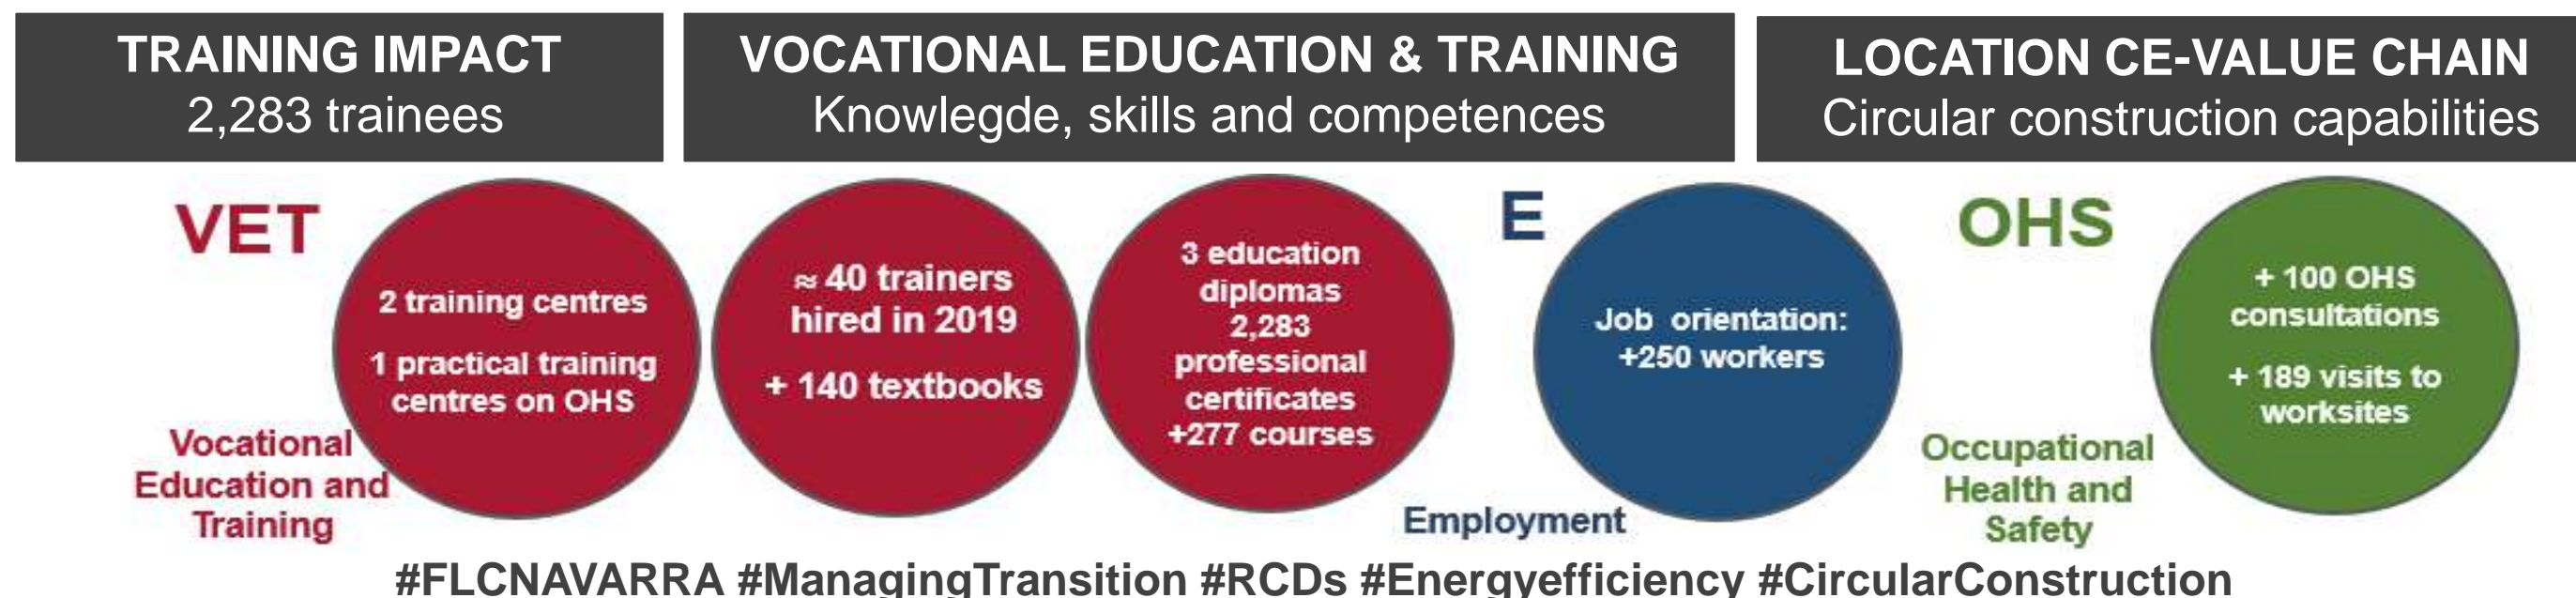 TRAINING IMPACT
2,283 trainees
VOCATIONAL EDUCATION & TRAINING
Knowlegde, skills and competences
LOCATION CE-VALUE CHAIN
Circular construction capabilities
VET
Vocational
Education and
Training
2 training centres
1 practical training
centres on OHS
≈ 40 trainers
hired in 2019
+ 140 textbooks
3 education
diplomas
2,283
professional
certificates
+277 courses
E
Employment
Job orientation:
+250 workers
OHS
Occupational
Health and
Safety
+ 100 OHS
consultations
+ 189 visits to
worksites
#FLCNAVARRA #ManagingTransition #RCDs #Energyefficiency #CircularConstruction